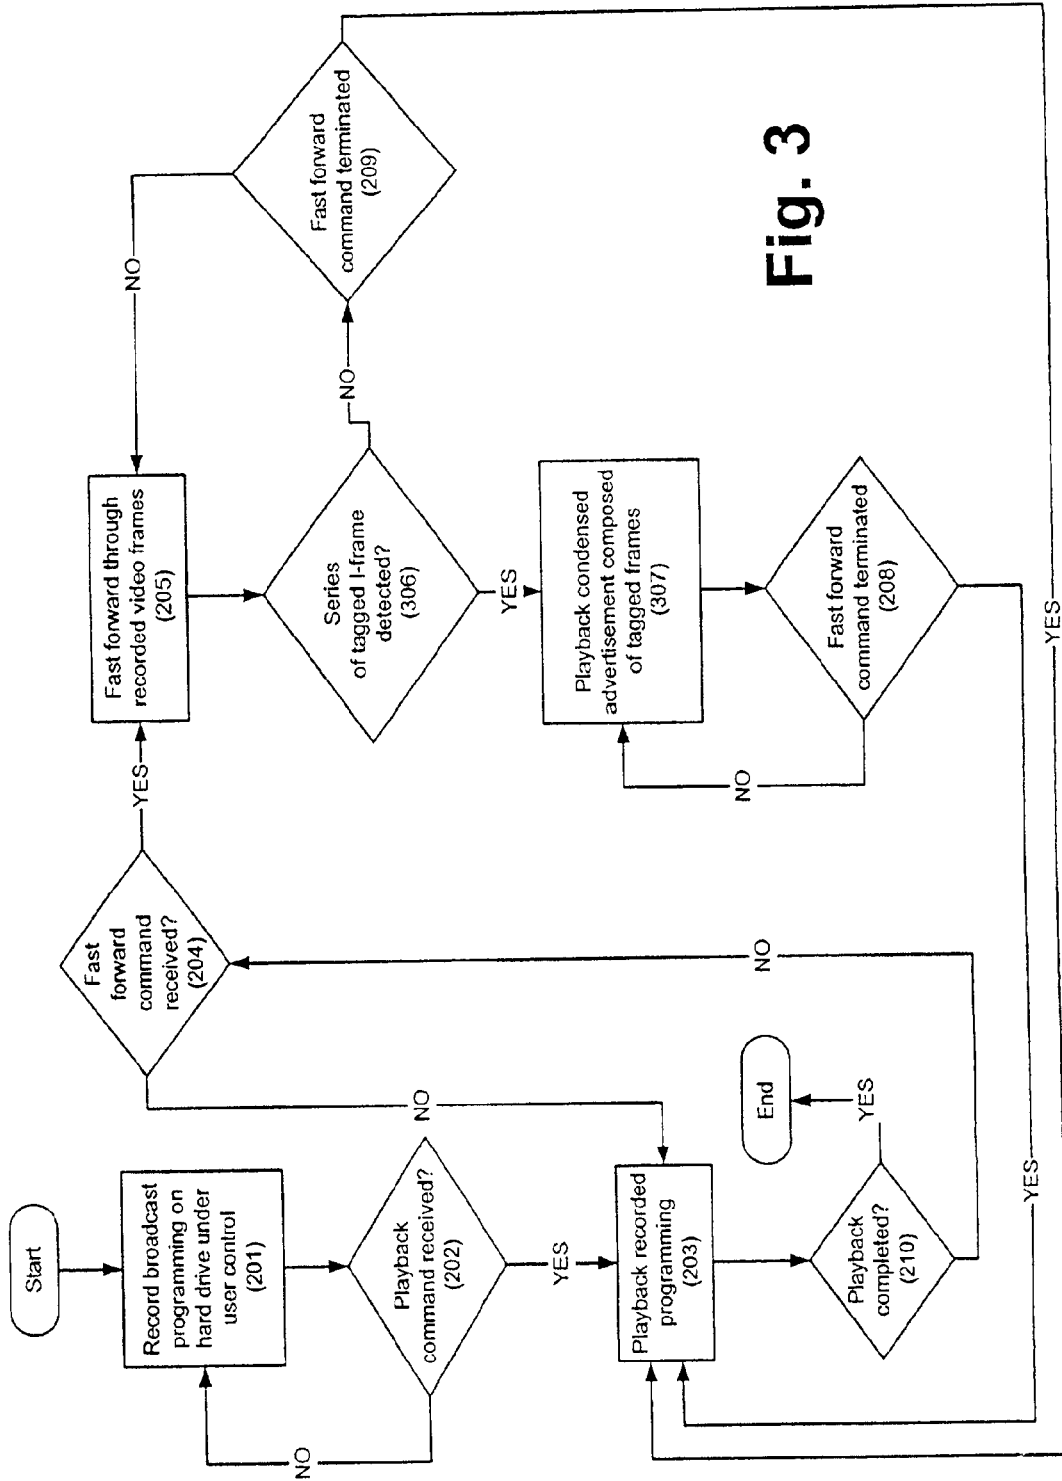 Start
Record broadcast
programming on
hard drive under
user control
(201)
NO
Playback
command received?
(202)
YES
Playback recorded
programming
(203)
Playback
completed?
(210)
YES
End
NO
Fast
forward
command
received?
(204)
NO
YES
Fast forward through
recorded video frames
(205)
Series
of tagged I-frame
detected?
(306)
NO
YES
Playback condensed
advertisement composed
of tagged frames
(307)
NO
Fast forward
command terminated
(208)
YES
Fast forward
command terminated
(209)
NO
YES
Fig. 3